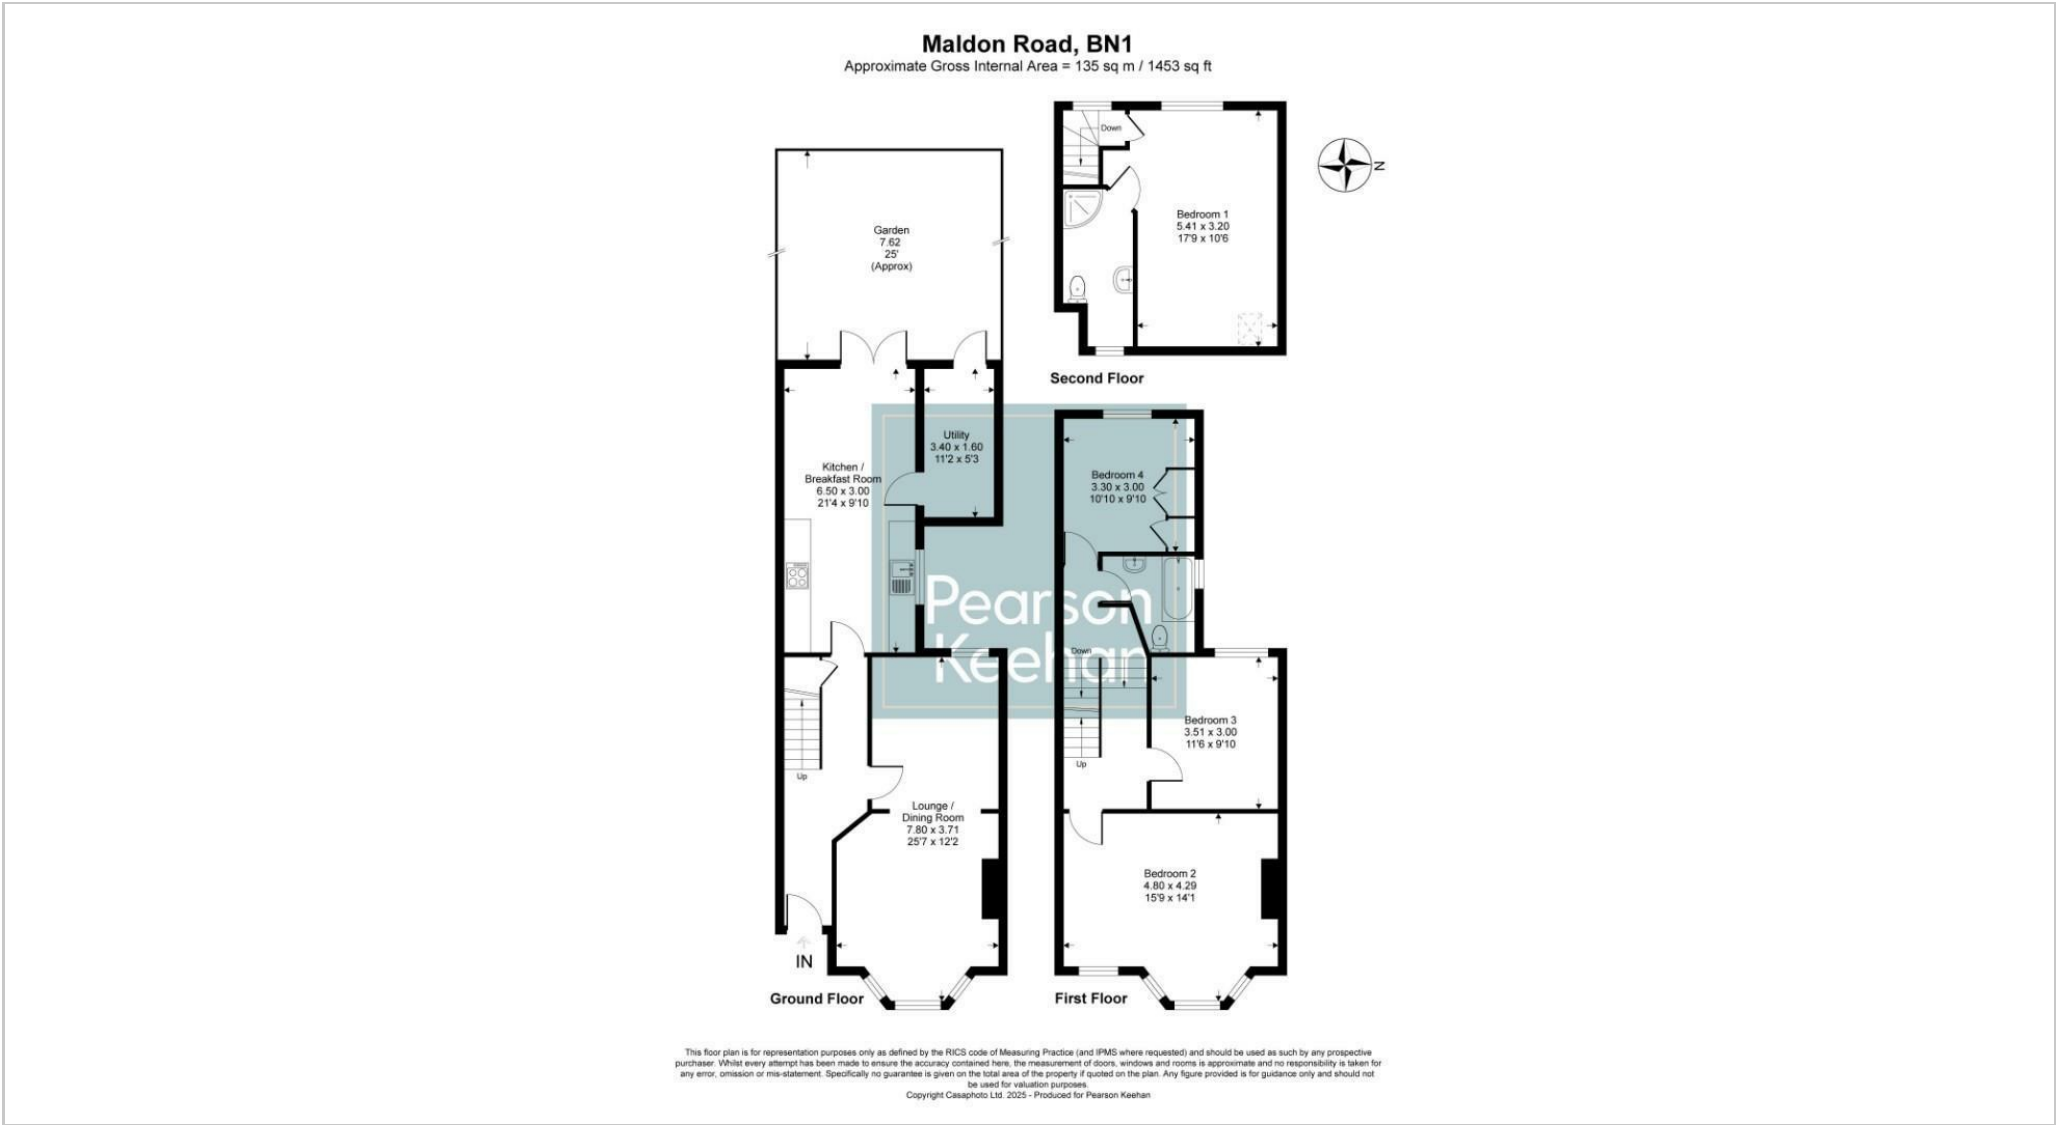 Maldon Road, BN1
Approximate Gross Internal Area = 135 sq m / 1453 sq ft
Down
N
Bedroom 1
5.41 x 3.20
17'9 x 10'6
Garden
7.62
25'
(Approx)
Second Floor
Utility
3.40 x 1.60
11'2 x 5'3
Kitchen /
Breakfast Room
6.50 x 3.00
21'4 x 9'10
Bedroom 4
3.30 x 3.00
10'10 x 9'10
Pearson
Keehan
Down
Up
Bedroom 3
3.51 x 3.00
11'6 x 9'10
Up
Lounge /
Dining Room
7.80 x 3.71
25'7 x 12'2
Bedroom 2
4.80 x 4.29
15'9 x 14'1
IN
Ground Floor
First Floor
This floor plan is for representation purposes only as defined by the RICS code of Measuring Practice (and IPMS where requested) and should be used as such by any prospective
purchaser. Whilst every attempt has been made to ensure the accuracy contained here, the measurement of doors, windows and rooms is approximate and no responsibility is taken for
any error, omission or mis-statement. Specifically no guarantee is given on the total area of the property if quoted on the plan. Any figure provided is for guidance only and should not
be used for valuation purposes.
Copyright Casaphoto Ltd. 2025 - Produced for Pearson Keehan